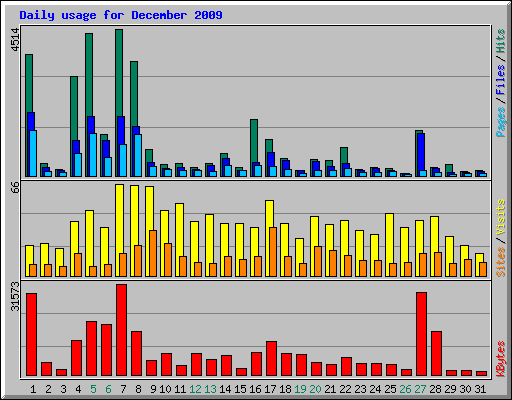 Daily usage for December 2009
4514
Pages / Files / Hits
66
Sites / Visits
31573
KBytes
1 2 3 4 5 6 7 8 9 10 11 12 13 14 15 16 17 18 19 20 21 22 23 24 25 26 27 28 29 30 31